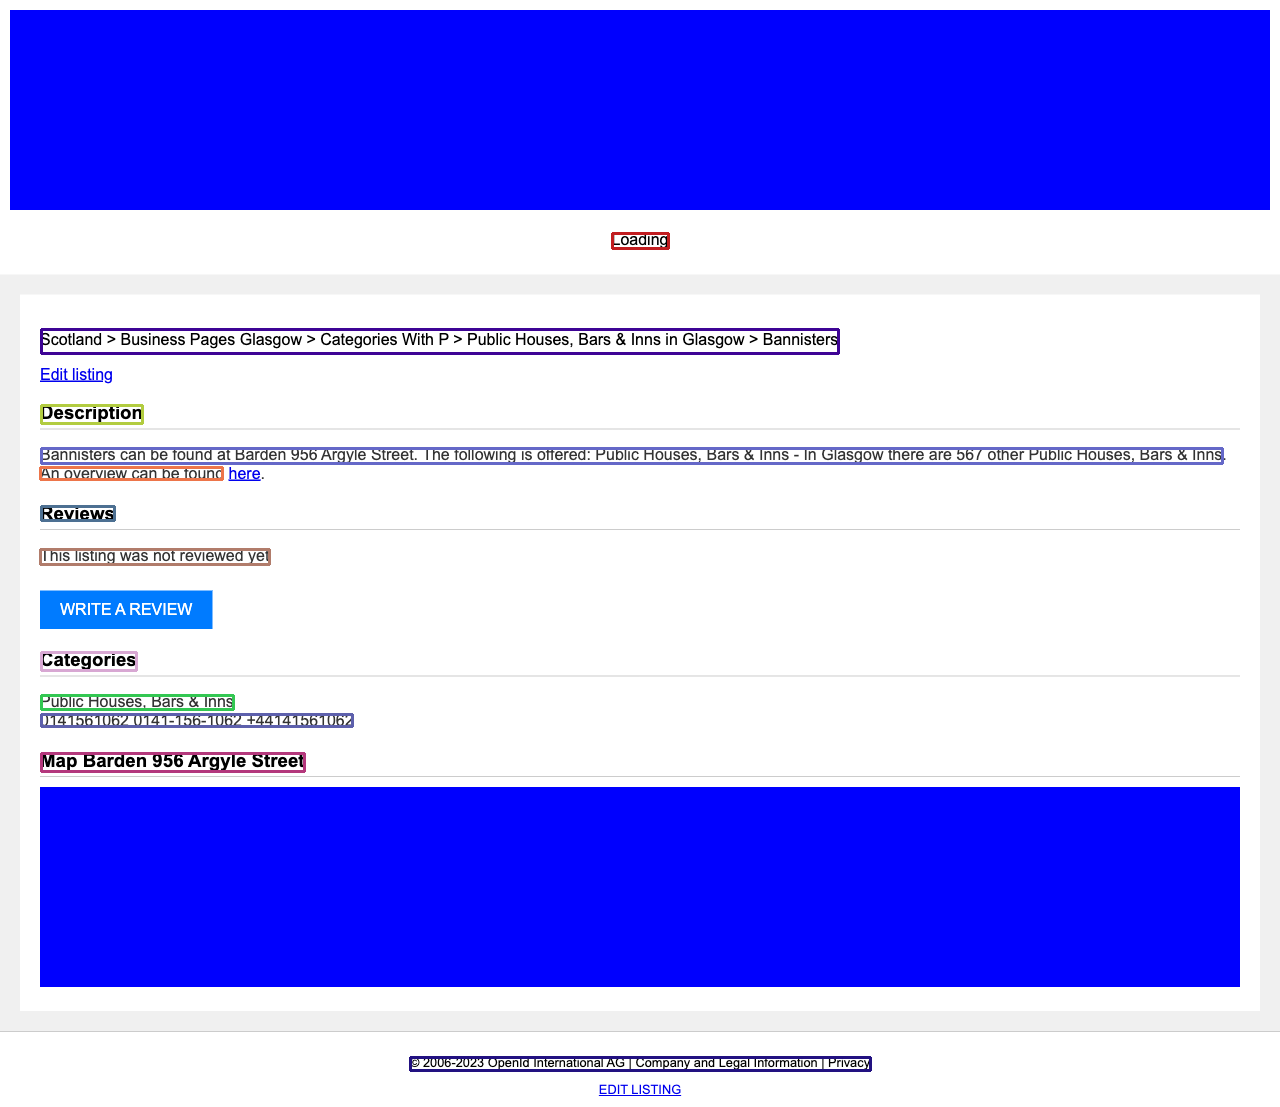 Loading
Scotland > Business Pages Glasgow > Categories With P > Public Houses, Bars & Inns in Glasgow > Bannisters
Edit listing
Description
Bannisters can be found at Barden 956 Argyle Street. The following is offered: Public Houses, Bars & Inns - In Glasgow there are 567 other Public Houses, Bars & Inns.
An overview can be found here.
Reviews
This listing was not reviewed yet
WRITE A REVIEW
Categories
Public Houses, Bars & Inns
0141561062 0141-156-1062 +44141561062
Map Barden 956 Argyle Street
© 2006-2023 OpenId International AG | Company and Legal Information | Privacy
EDIT LISTING